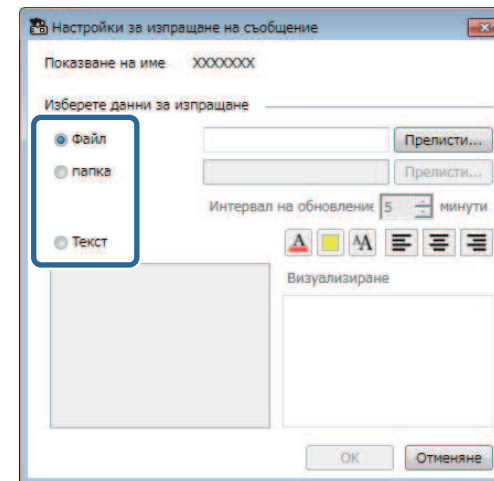 Настройки за изпращане на съобщение
Показване на име XXXXXXX
Изберете данни за изпращане
Файл Прелисти...
папка Прелисти...
Интервал на обновление 5 минути
Текст A AA
Визуализиране
OK Отменяне